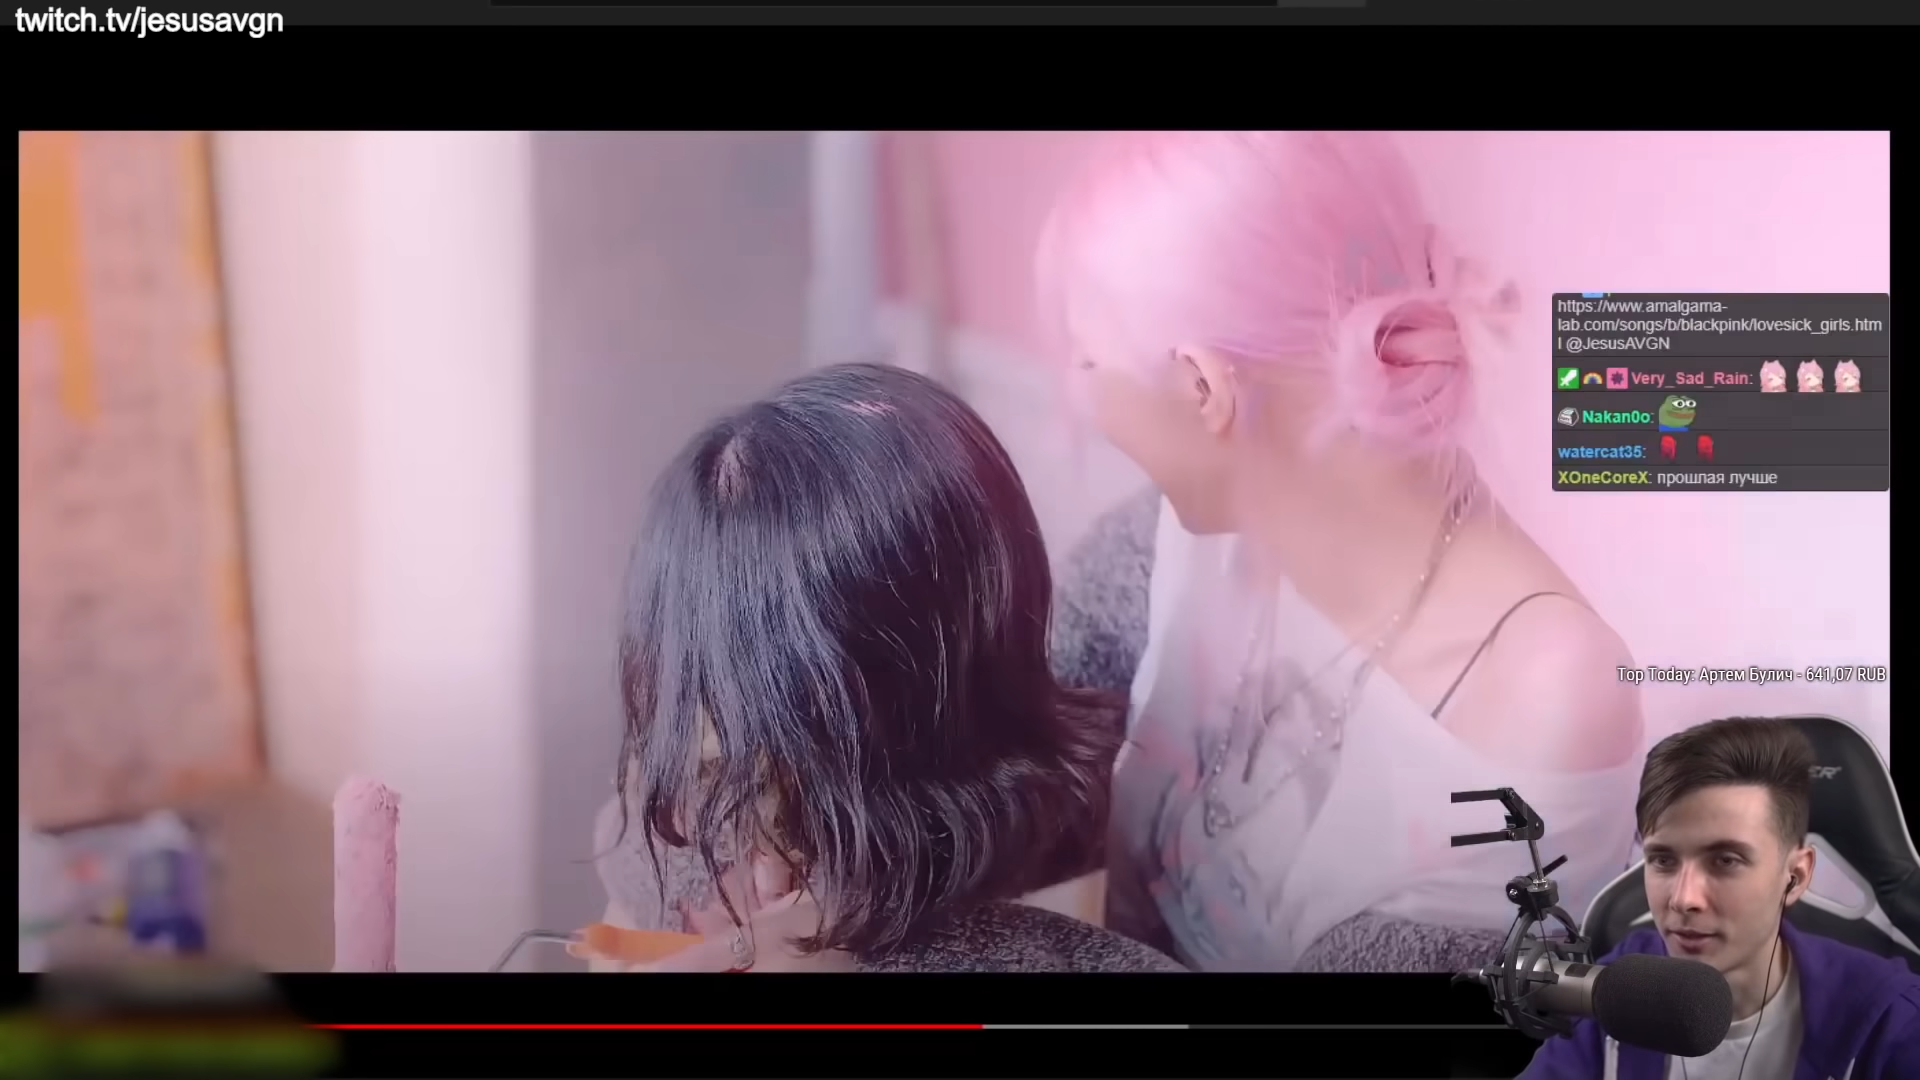 twitch.tv/jesusavgn
https://www.amalgama-
lab.com/songs/b/blackpink/lovesick_girls.htm
l @JesusAVGN
Very_Sad_Rain:
Nakan0o:
watercat35:
XOneCoreX: прошлая лучше
Top Today: Артем Булич - 641,07 RUB